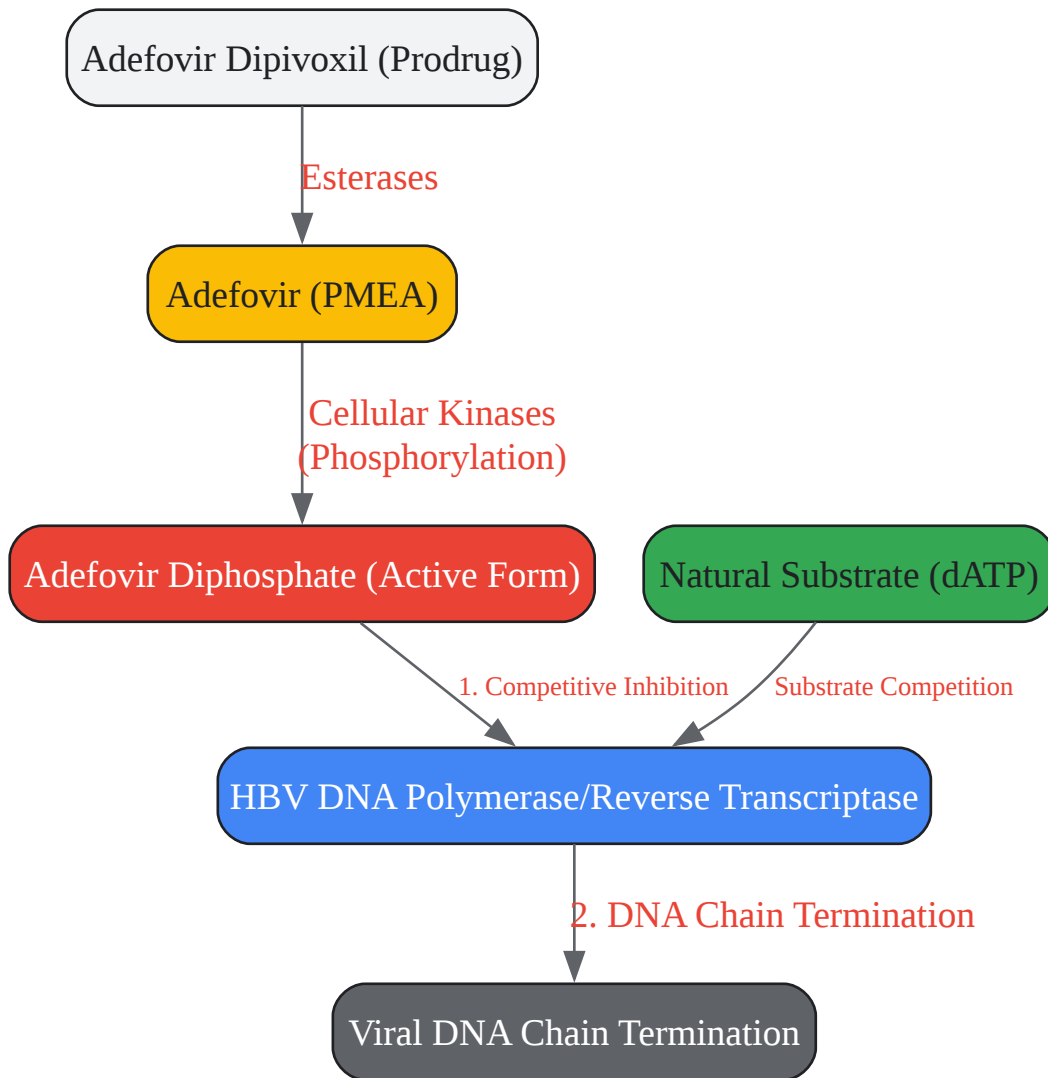 Adefovir Dipivoxil (Prodrug)
Esterases
Adefovir (PMEA)
Cellular Kinases
(Phosphorylation)
Adefovir Diphosphate (Active Form)
Natural Substrate (dATP)
1. Competitive Inhibition
Substrate Competition
HBV DNA Polymerase/Reverse Transcriptase
2. DNA Chain Termination
Viral DNA Chain Termination